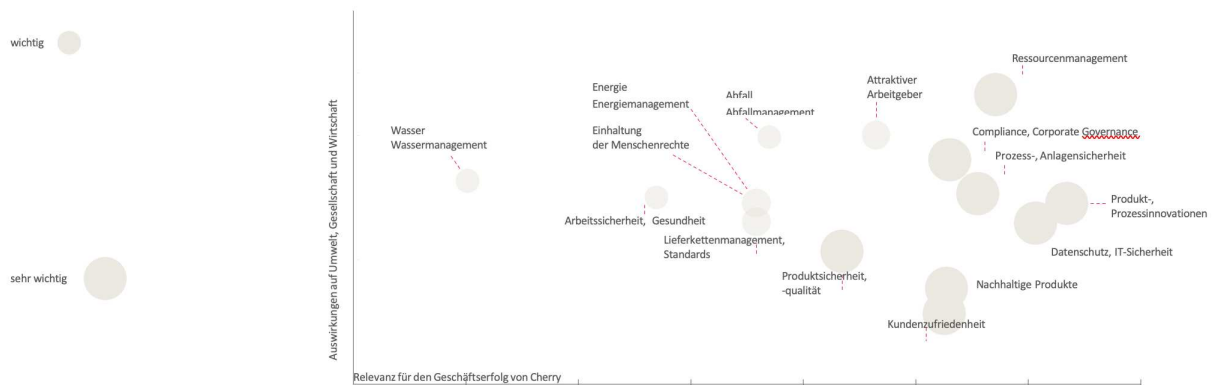 wichtig
sehr wichtig
Auswirkungen auf Umwelt, Gesellschaft und Wirtschaft
Ressourcenmanagement
Energie
Energiemanagement
Abfall
Abfallmanagement
Attraktiver
Arbeitgeber
Wasser
Wassermanagement
Einhaltung
der Menschenrechte
Compliance, Corporate Governance
Prozess-, Anlagensicherheit
Produkt-,
Prozessinnovationen
Arbeitssicherheit, Gesundheit
Lieferkettenmanagement,
Standards
Datenschutz, IT-Sicherheit
Produktsicherheit,
-qualität
Nachhaltige Produkte
Kundenzufriedenheit
Relevanz für den Geschäftserfolg von Cherry